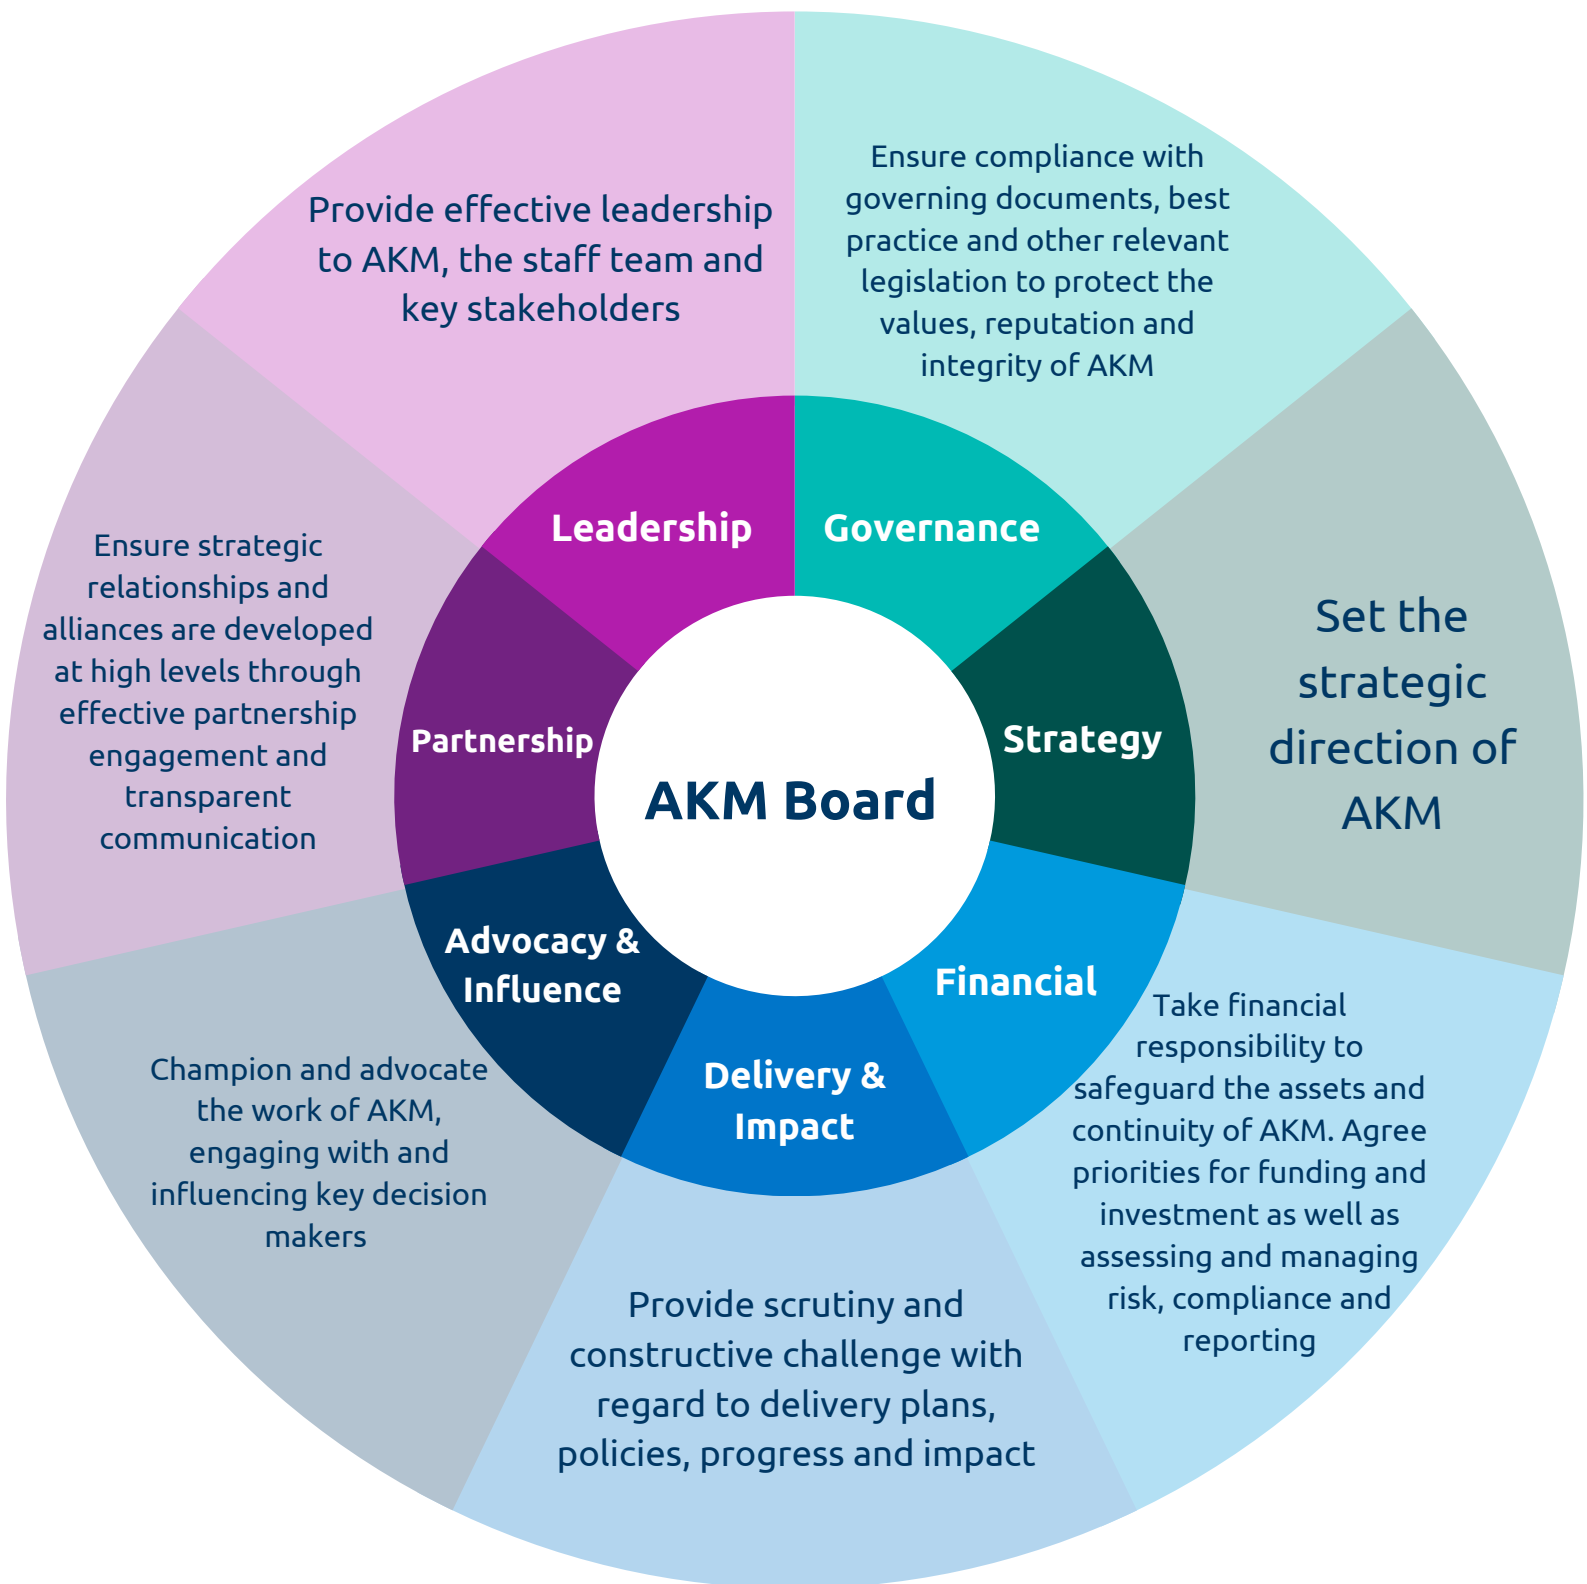 AKM Board
Governance
Ensure compliance with
governing documents, best
practice and other relevant
legislation to protect the
values, reputation and
integrity of AKM
Strategy
Set the
strategic
direction of
AKM
Financial
Take financial
responsibility to
safeguard the assets and
continuity of AKM. Agree
priorities for funding and
investment as well as
assessing and managing
risk, compliance and
reporting
Delivery &
Impact
Provide scrutiny and
constructive challenge with
regard to delivery plans,
policies, progress and impact
Advocacy &
Influence
Champion and advocate
the work of AKM,
engaging with and
influencing key decision
makers
Partnership
Ensure strategic
relationships and
alliances are developed
at high levels through
effective partnership
engagement and
transparent
communication
Leadership
Provide effective leadership
to AKM, the staff team and
key stakeholders